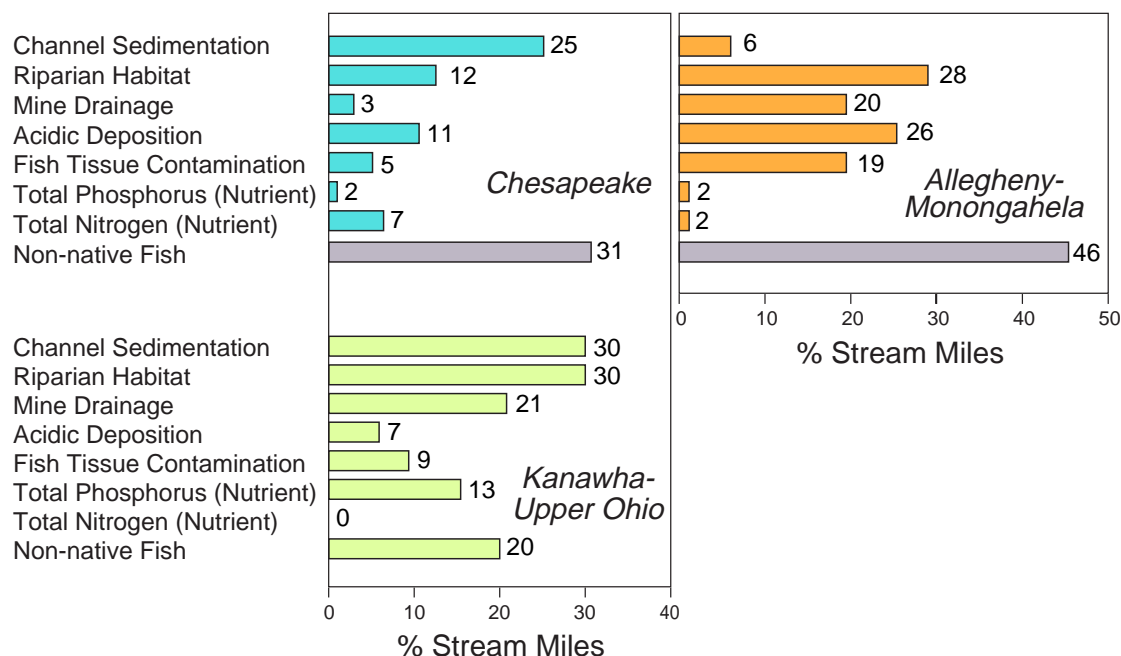 Channel Sedimentation 25 6
Riparian Habitat 12 28
Mine Drainage 3 20
Acidic Deposition 11 26
Fish Tissue Contamination 5 19
Total Phosphorus (Nutrient) 2 2
Total Nitrogen (Nutrient) 7 2
Non-native Fish 31 46
Chesapeake
Allegheny-
Monongahela
0 10 20 30 40 50
% Stream Miles
Channel Sedimentation 30
Riparian Habitat 30
Mine Drainage 21
Acidic Deposition 7
Fish Tissue Contamination 9
Total Phosphorus (Nutrient) 13
Total Nitrogen (Nutrient) 0
Non-native Fish 20
Kanawha-
Upper Ohio
0 10 20 30 40
% Stream Miles